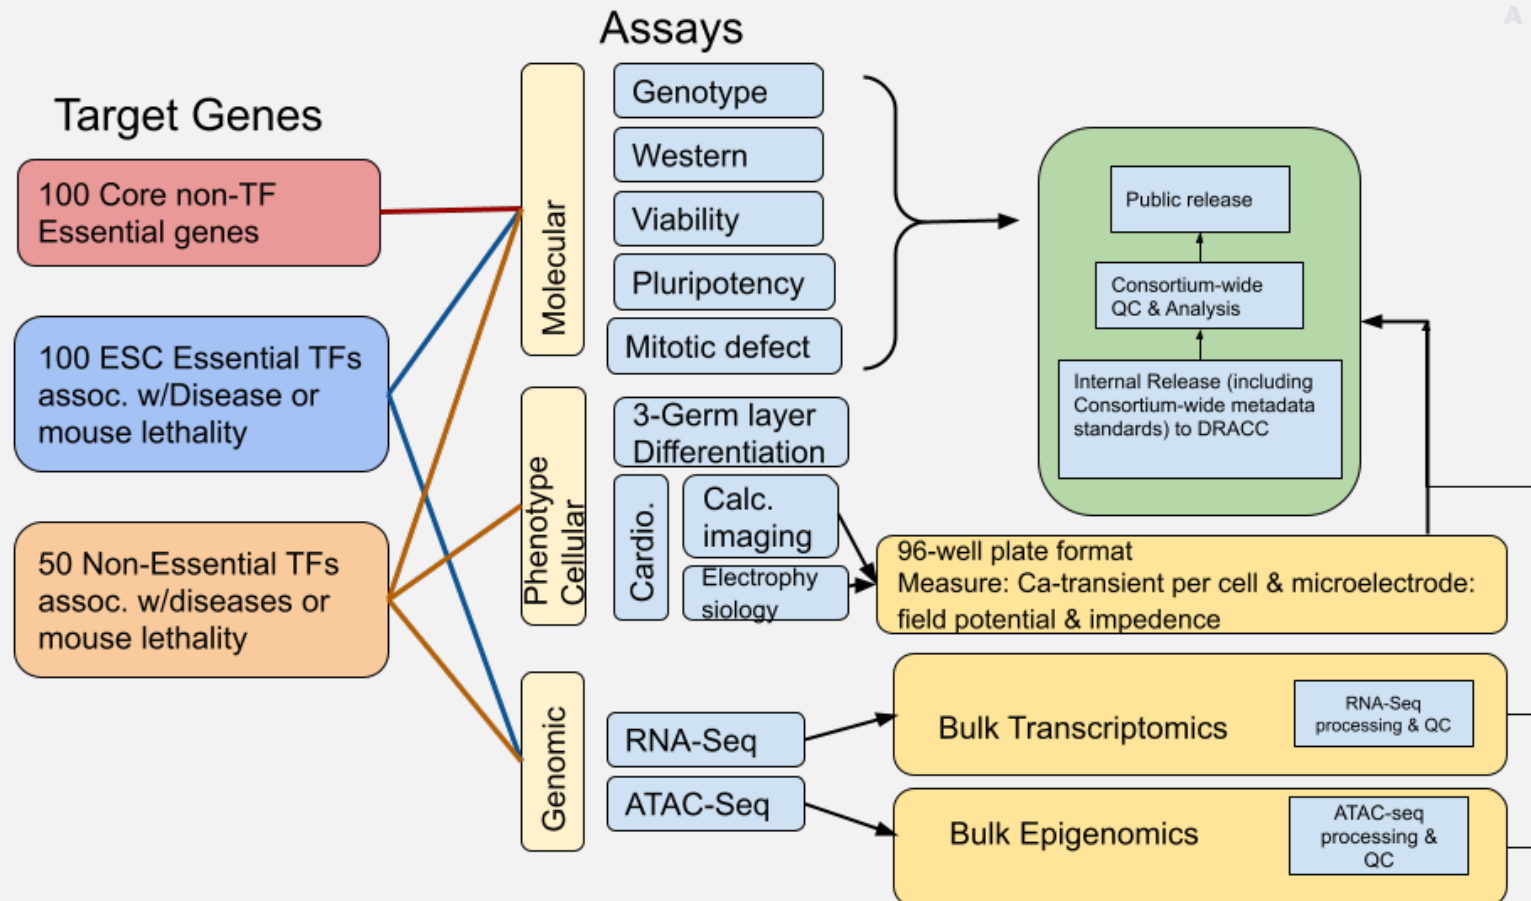 Assays
A
Target Genes
100 Core non-TF
Essential genes
100 ESC Essential TFs
assoc. w/Disease or
mouse lethality
50 Non-Essential TFs
assoc. w/diseases or
mouse lethality
Molecular
Genotype
Western
Viability
Pluripotency
Mitotic defect
Phenotype
Cellular
3-Germ layer
Differentiation
Cardio.
Calc.
imaging
Electrophy
siology
Genomic
RNA-Seq
ATAC-Seq
Public release
Consortium-wide
QC & Analysis
Internal Release (including
Consortium-wide metadata
standards) to DRACC
96-well plate format
Measure: Ca-transient per cell & microelectrode:
field potential & impedence
Bulk Transcriptomics
RNA-Seq
processing & QC
Bulk Epigenomics
ATAC-seq
processing &
QC